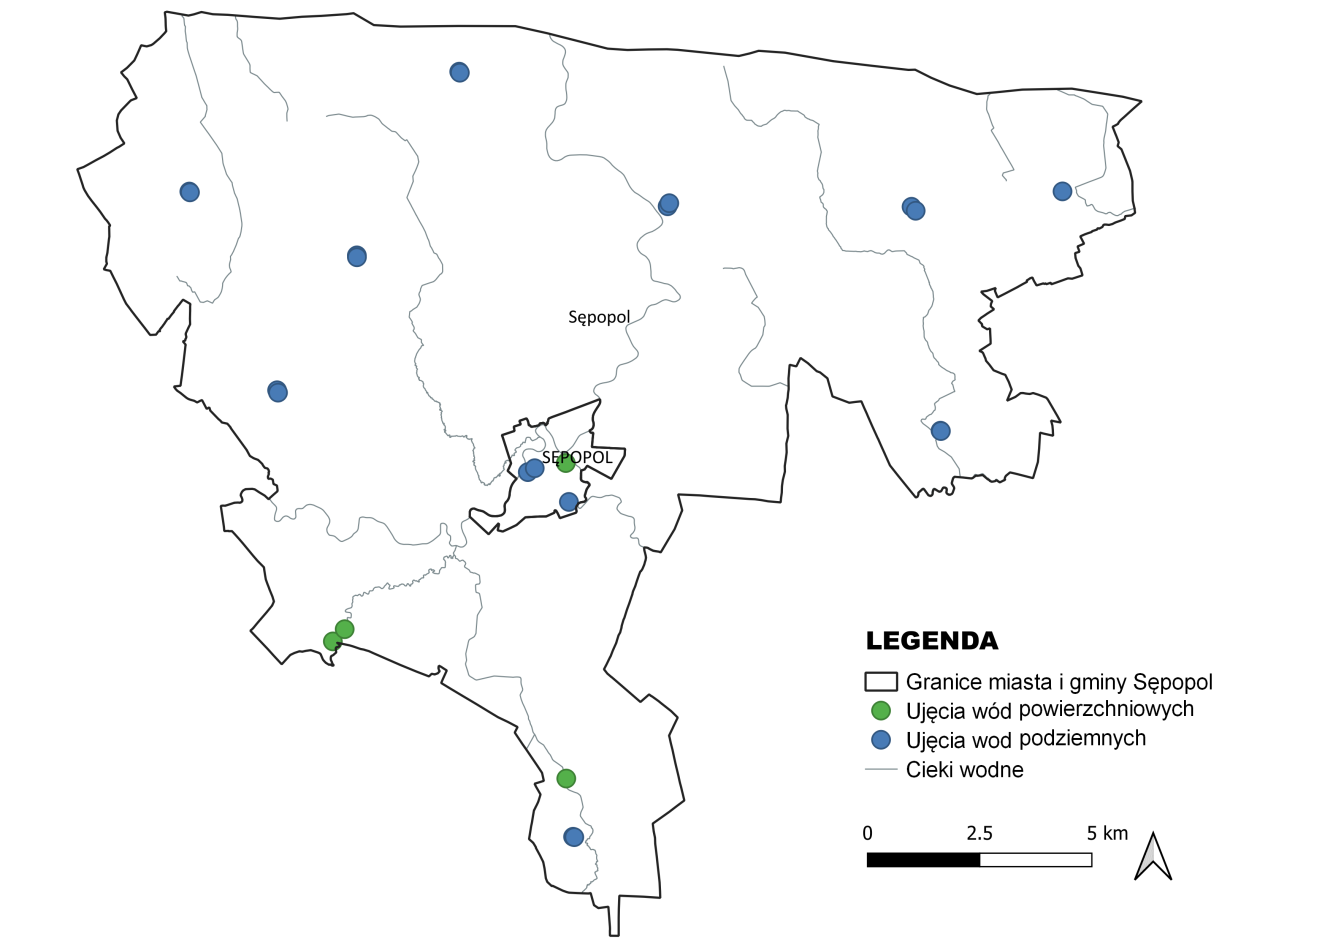 Sępopol
SĘPOPOL
LEGENDA
Granice miasta i gminy Sępopol
Ujęcia wód powierzchniowych
Ujęcia wod podziemnych
Cieki wodne
0 2.5 5 km